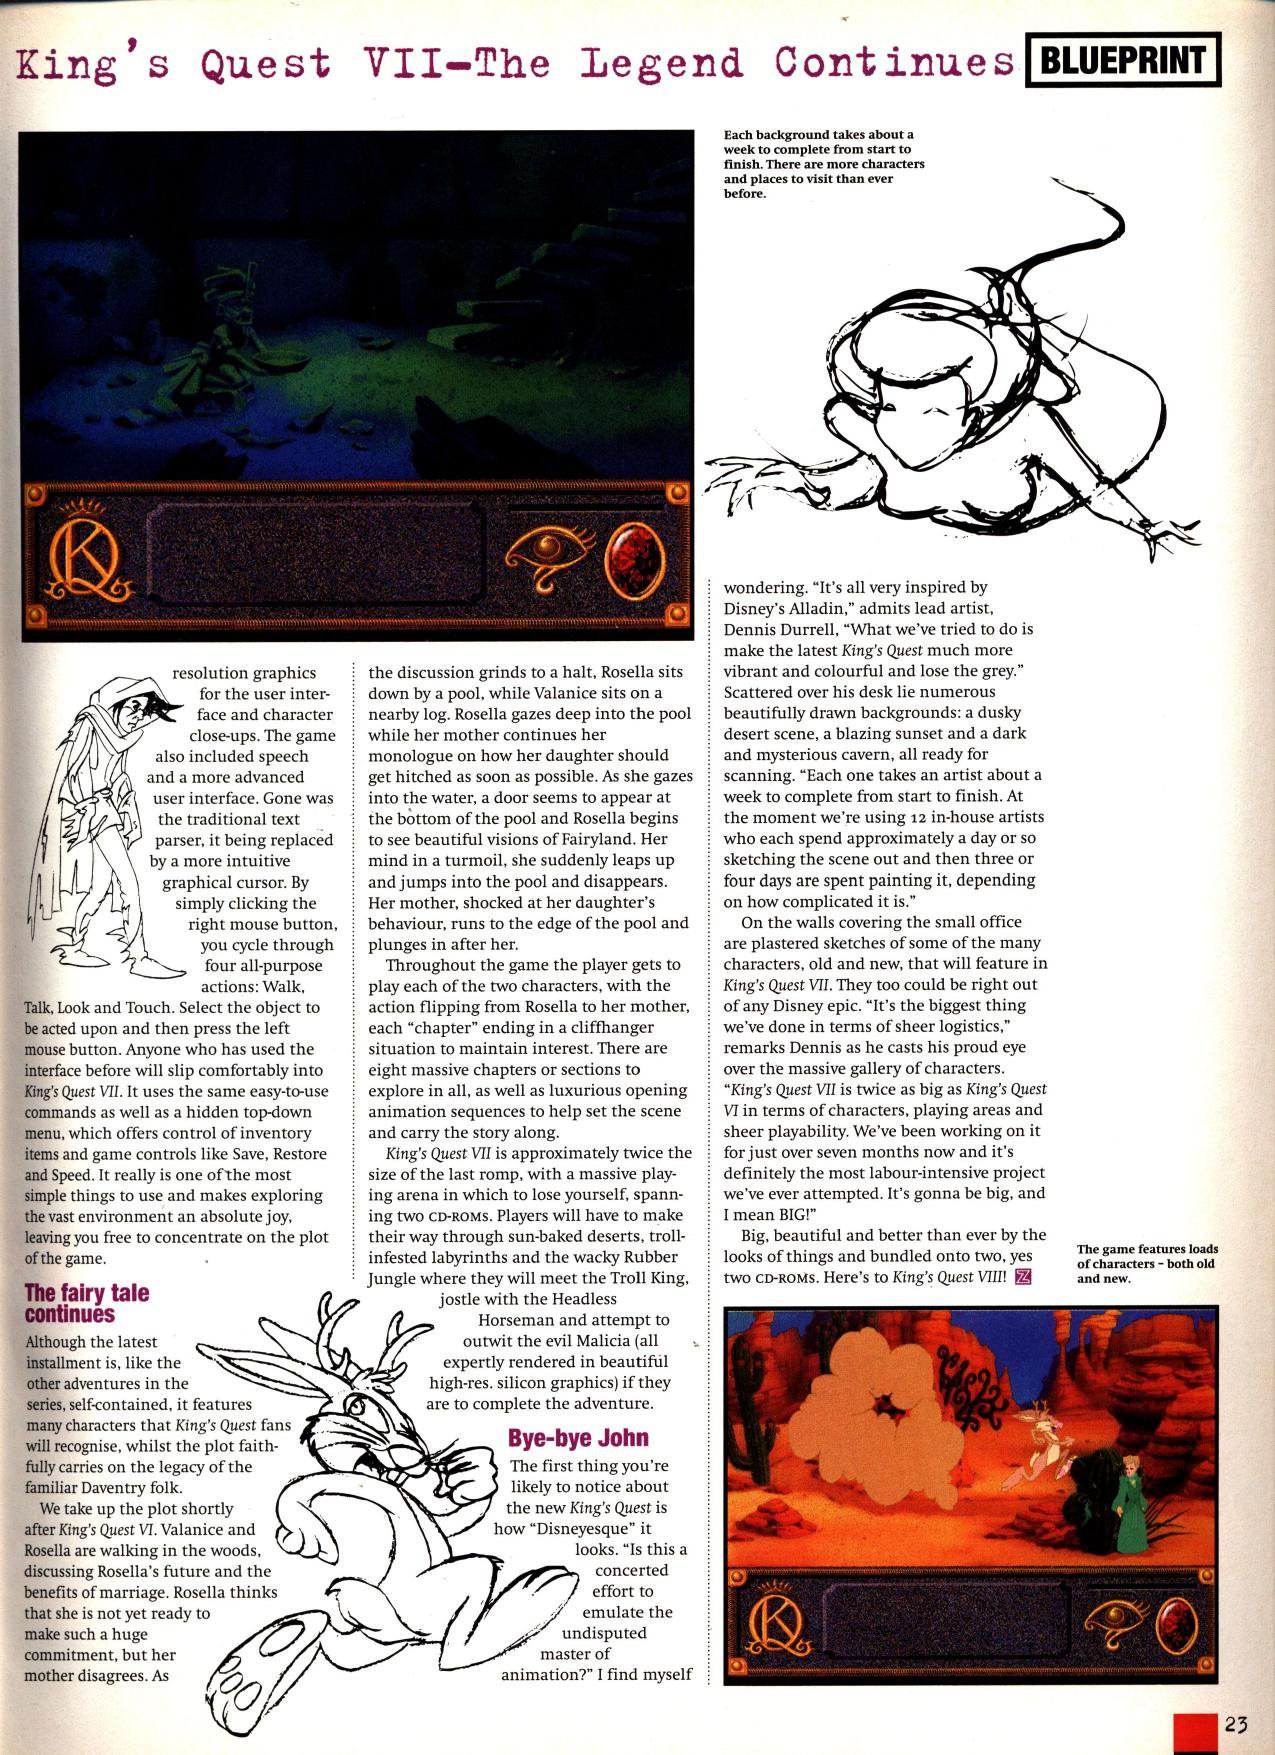 King's Quest VII–The Legend Continues
BLUEPRINT
Each background takes about a
week to complete from start to
finish. There are more characters
and places to visit than ever
before.
resolution graphics
for the user inter-
face and character
close-ups. The game
also included speech
and a more advanced
user interface. Gone was
the traditional text
parser, it being replaced
by a more intuitive
graphical cursor. By
simply clicking the
right mouse button,
you cycle through
four all-purpose
actions: Walk,
Talk, Look and Touch. Select the object to
be acted upon and then press the left
mouse button. Anyone who has used the
interface before will slip comfortably into
King's Quest VII. It uses the same easy-to-use
commands as well as a hidden top-down
menu, which offers control of inventory
items and game controls like Save, Restore
and Speed. It really is one of the most
simple things to use and makes exploring
the vast environment an absolute joy,
leaving you free to concentrate on the plot
of the game.
The fairy tale
continues
Although the latest
installment is, like the
other adventures in the
series, self-contained, it features
many characters that King's Quest fans
will recognise, whilst the plot faith-
fully carries on the legacy of the
familiar Daventry folk.
We take up the plot shortly
after King's Quest VI. Valanice and
Rosella are walking in the woods,
discussing Rosella's future and the
benefits of marriage. Rosella thinks
that she is not yet ready to
make such a huge
commitment, but her
mother disagrees. As
the discussion grinds to a halt, Rosella sits
down by a pool, while Valanice sits on a
nearby log. Rosella gazes deep into the pool
while her mother continues her
monologue on how her daughter should
get hitched as soon as possible. As she gazes
into the water, a door seems to appear at
the bottom of the pool and Rosella begins
to see beautiful visions of Fairyland. Her
mind in a turmoil, she suddenly leaps up
and jumps into the pool and disappears.
Her mother, shocked at her daughter's
behaviour, runs to the edge of the pool and
plunges in after her.
Throughout the game the player gets to
play each of the two characters, with the
action flipping from Rosella to her mother,
each “chapter” ending in a cliffhanger
situation to maintain interest. There are
eight massive chapters or sections to
explore in all, as well as luxurious opening
animation sequences to help set the scene
and carry the story along.
King's Quest VII is approximately twice the
size of the last romp, with a massive play-
ing arena in which to lose yourself, spann-
ing two CD-ROMS. Players will have to make
their way through sun-baked deserts, troll-
infested labyrinths and the wacky Rubber
Jungle where they will meet the Troll King,
jostle with the Headless
Horseman and attempt to
outwit the evil Malicia (all
expertly rendered in beautiful
high-res. silicon graphics) if they
are to complete the adventure.
Bye-bye John
The first thing you're
likely to notice about
the new King's Quest is
how “Disneyesque” it
looks. “Is this a
concerted
effort to
emulate the
undisputed
master of
animation?” I find myself
wondering. “It's all very inspired by
Disney's Alladin,” admits lead artist,
Dennis Durrell, “What we've tried to do is
make the latest King's Quest much more
vibrant and colourful and lose the grey.”
Scattered over his desk lie numerous
beautifully drawn backgrounds: a dusky
desert scene, a blazing sunset and a dark
and mysterious cavern, all ready for
scanning. “Each one takes an artist about a
week to complete from start to finish. At
the moment we're using 12 in-house artists
who each spend approximately a day or so
sketching the scene out and then three or
four days are spent painting it, depending
on how complicated it is.”
On the walls covering the small office
are plastered sketches of some of the many
characters, old and new, that will feature in
King's Quest VII. They too could be right out
of any Disney epic. “It's the biggest thing
we've done in terms of sheer logistics,”
remarks Dennis as he casts his proud eye
over the massive gallery of characters.
“King's Quest VII is twice as big as King's Quest
VI in terms of characters, playing areas and
sheer playability. We've been working on it
for just over seven months now and it's
definitely the most labour-intensive project
we've ever attempted. It's gonna be big, and
I mean BIG!”
Big, beautiful and better than ever by the
looks of things and bundled onto two, yes
two CD-ROMS. Here's to King's Quest VIII! Z
The game features loads
of characters – both old
and new.
KQ
KQ
23